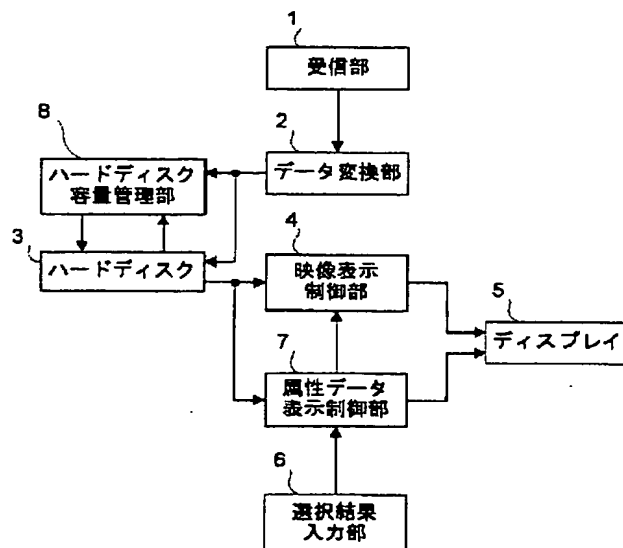 1
受信部
8
2
ハードディスク
容量管理部
データ変換部
3
4
ハードディスク
映像表示
制御部
5
ディスプレイ
7
属性データ
表示制御部
6
選択結果
入力部